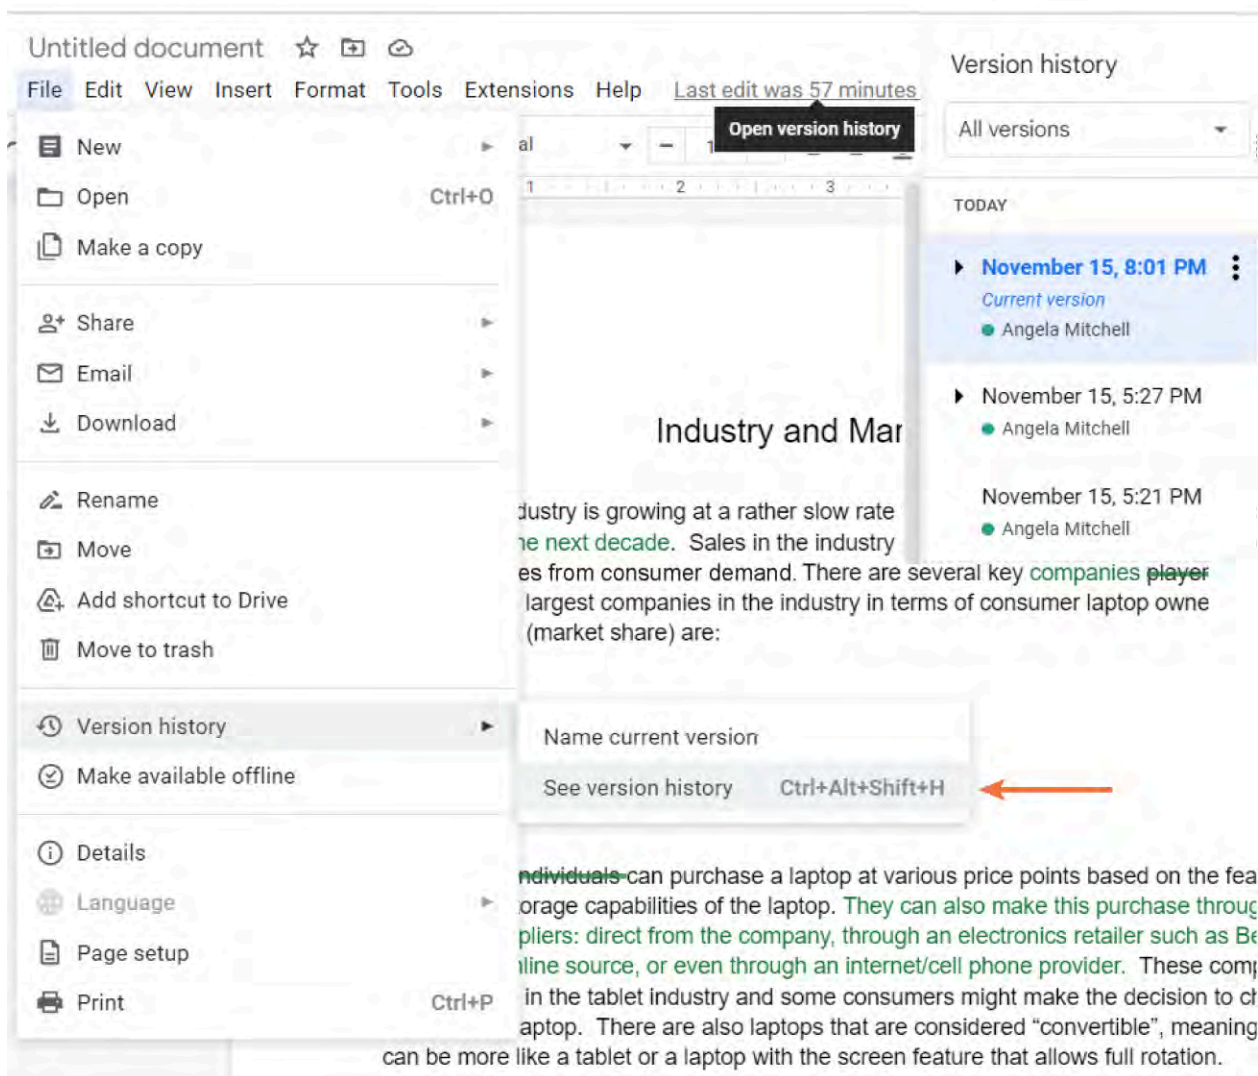 Untitled document
File Edit View Insert Format Tools Extensions Help Last edit was 57 minutes
Open version history
New
Open Ctrl+O
Make a copy
Share
Email
Download
Rename
Move
Add shortcut to Drive
Move to trash
Version history
Make available offline
Details
Language
Page setup
Print Ctrl+P
Name current version
See version history Ctrl+Alt+Shift+H
al
1 2 3
Version history
All versions
TODAY
November 15, 8:01 PM
Current version
Angela Mitchell
November 15, 5:27 PM
Angela Mitchell
November 15, 5:21 PM
Angela Mitchell
Industry and Mar
dustry is growing at a rather slow rate
he next decade. Sales in the industry
es from consumer demand. There are several key companies player
largest companies in the industry in terms of consumer laptop owne
(market share) are:
ndividuals can purchase a laptop at various price points based on the fea
orage capabilities of the laptop. They can also make this purchase throug
pliers: direct from the company, through an electronics retailer such as Be
nline source, or even through an internet/cell phone provider. These comp
in the tablet industry and some consumers might make the decision to ch
aptop. There are also laptops that are considered “convertible”, meaning
can be more like a tablet or a laptop with the screen feature that allows full rotation.